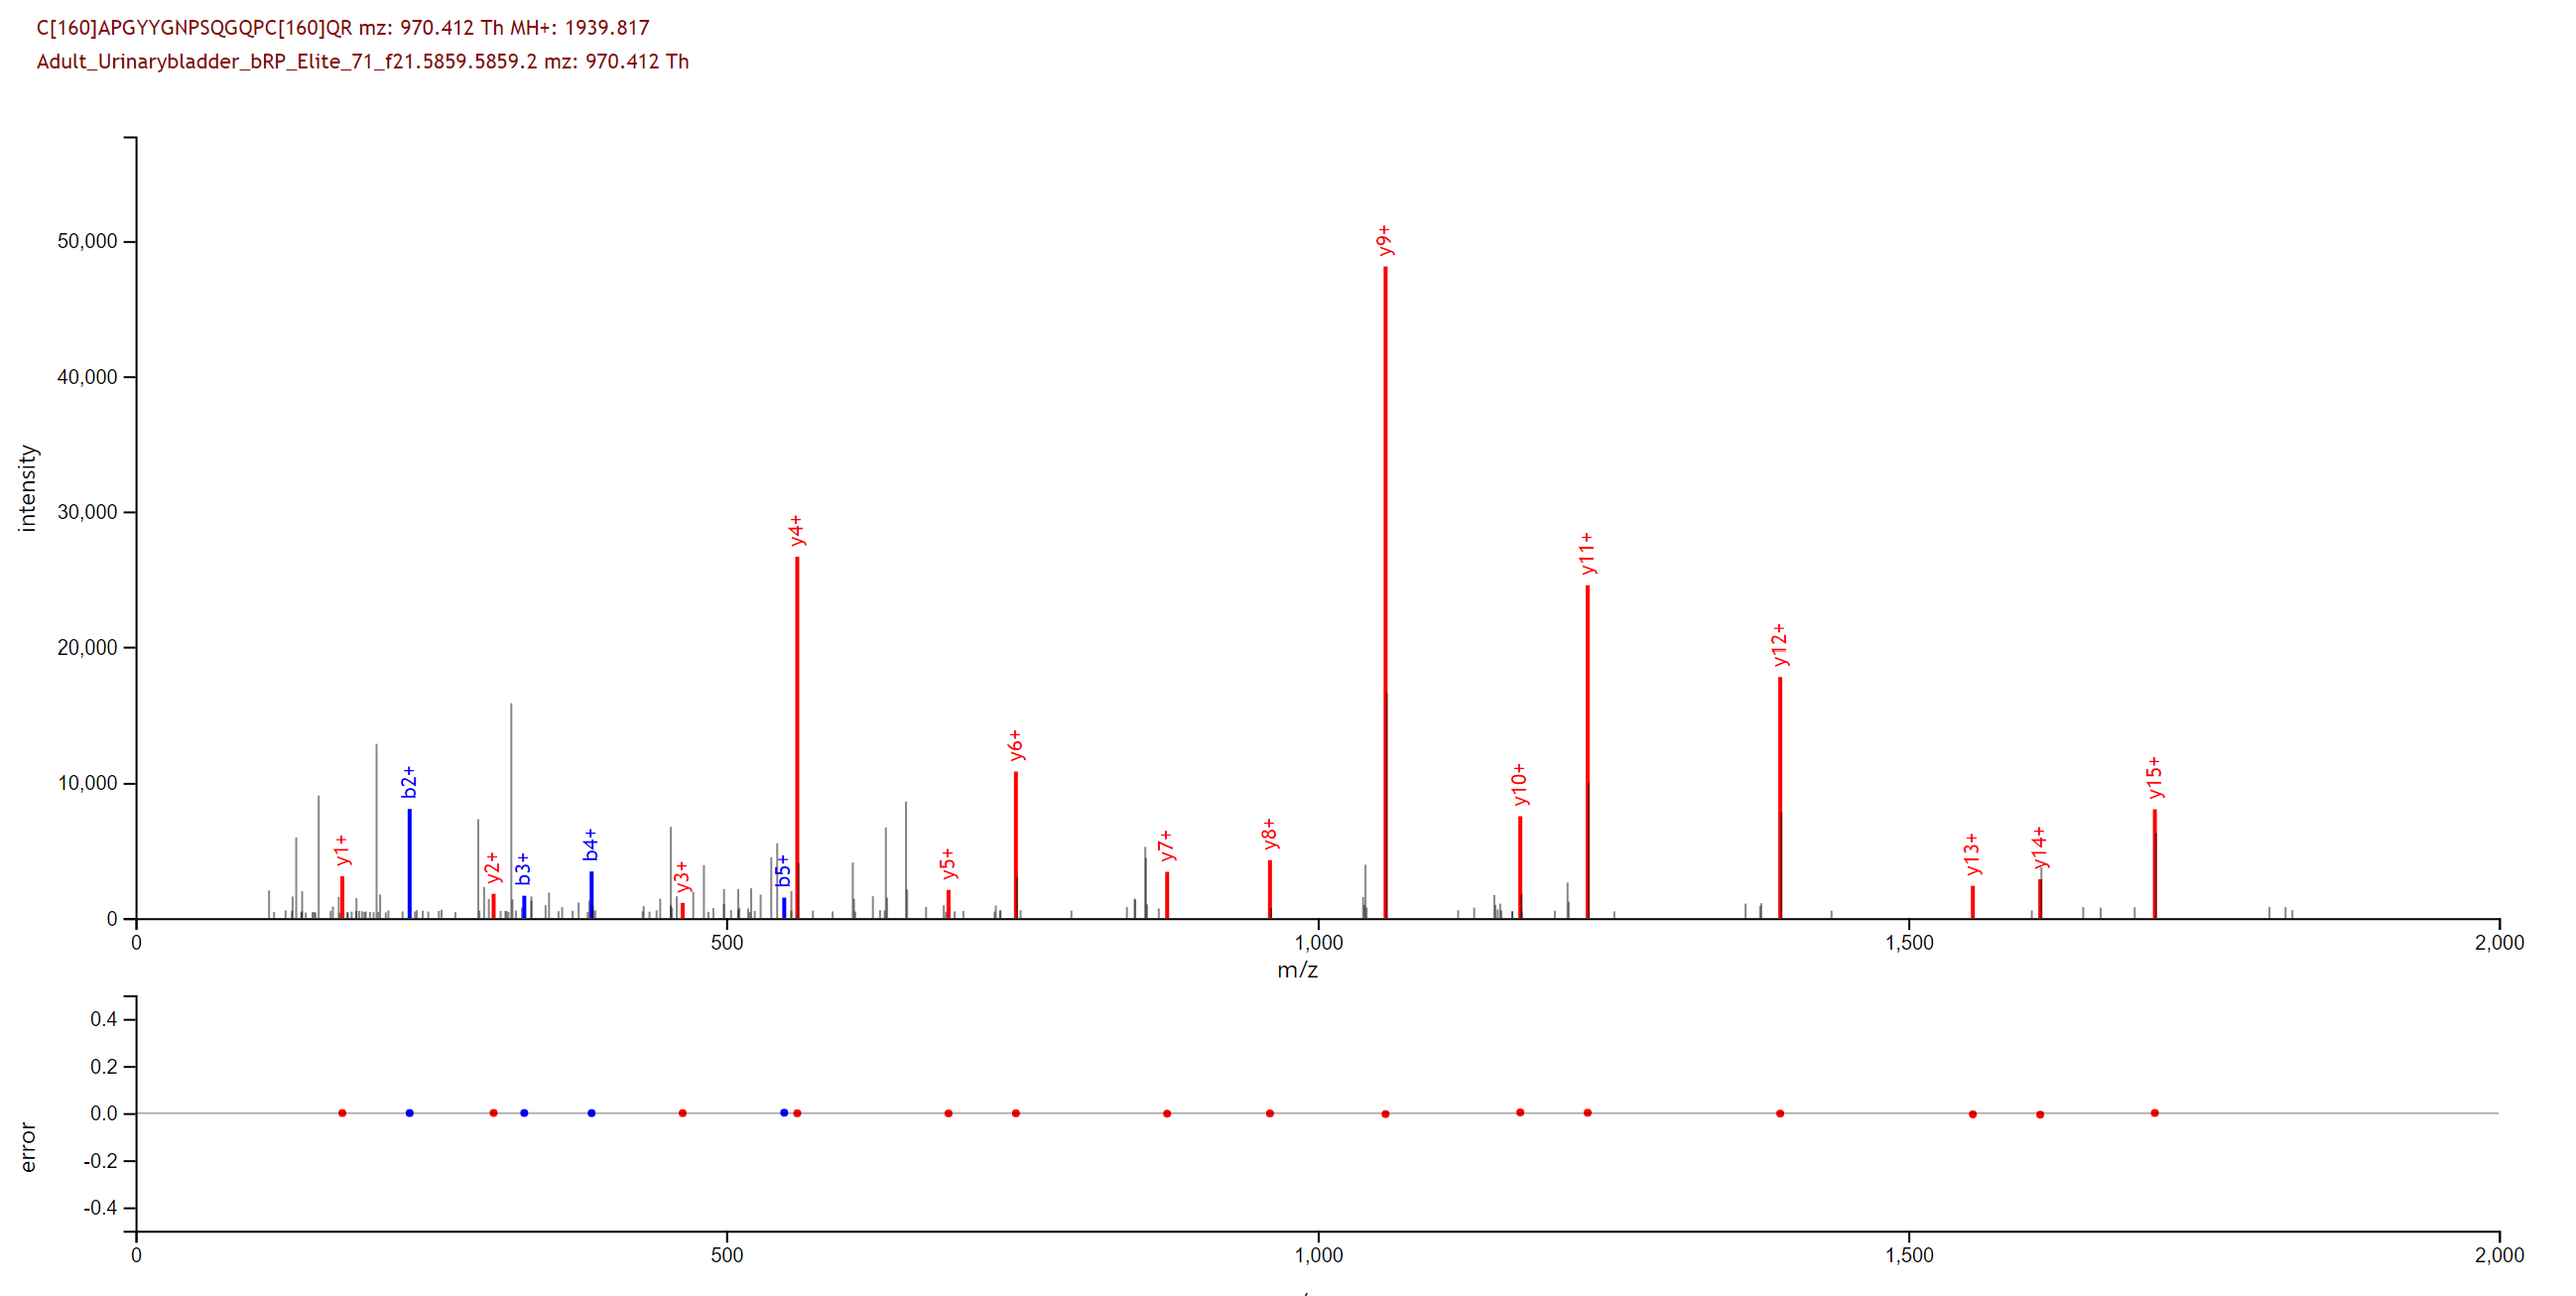 C[160]APGYYGNPSQGQPC[160]QR mz: 970.412 Th MH+: 1939.817
Adult_Urinarybladder_bRP_Elite_71_f21.5859.5859.2 mz: 970.412 Th
intensity
50,000
40,000
30,000
20,000
10,000
0
y1+
b2+
y2+
b3+
b4+
y3+
b5+
y4+
y5+
y6+
y7+
y8+
y9+
y10+
y11+
y12+
y13+
y14+
y15+
0 500 1,000 1,500 2,000
m/z
error
0.4
0.2
0.0
-0.2
-0.4
0 500 1,000 1,500 2,000